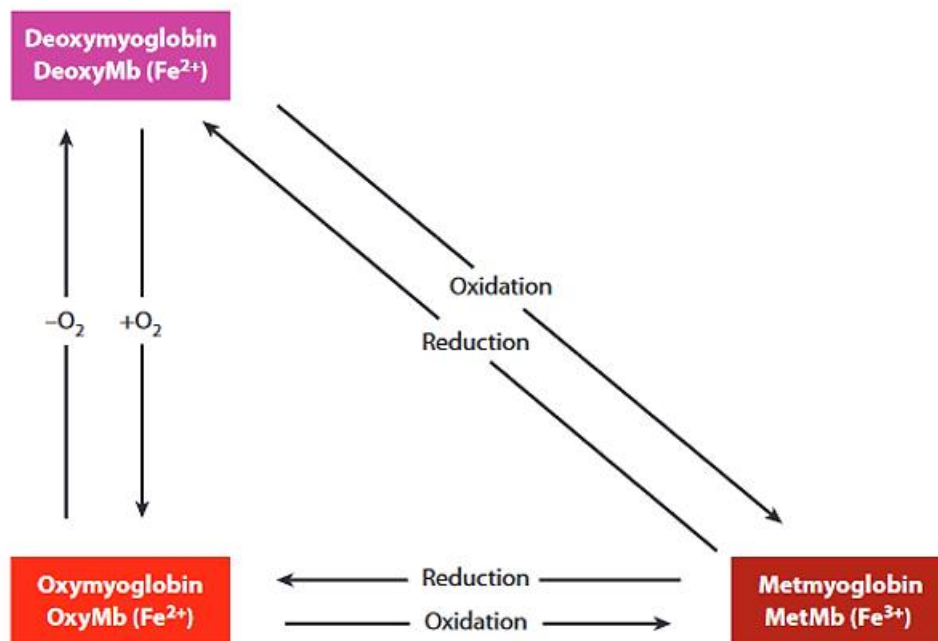 Deoxymyoglobin
DeoxyMb (Fe²⁺)
Oxidation
–O₂ +O₂
Reduction
Oxymyoglobin
OxyMb (Fe²⁺)
Reduction
Oxidation
Metmyoglobin
MetMb (Fe³⁺)